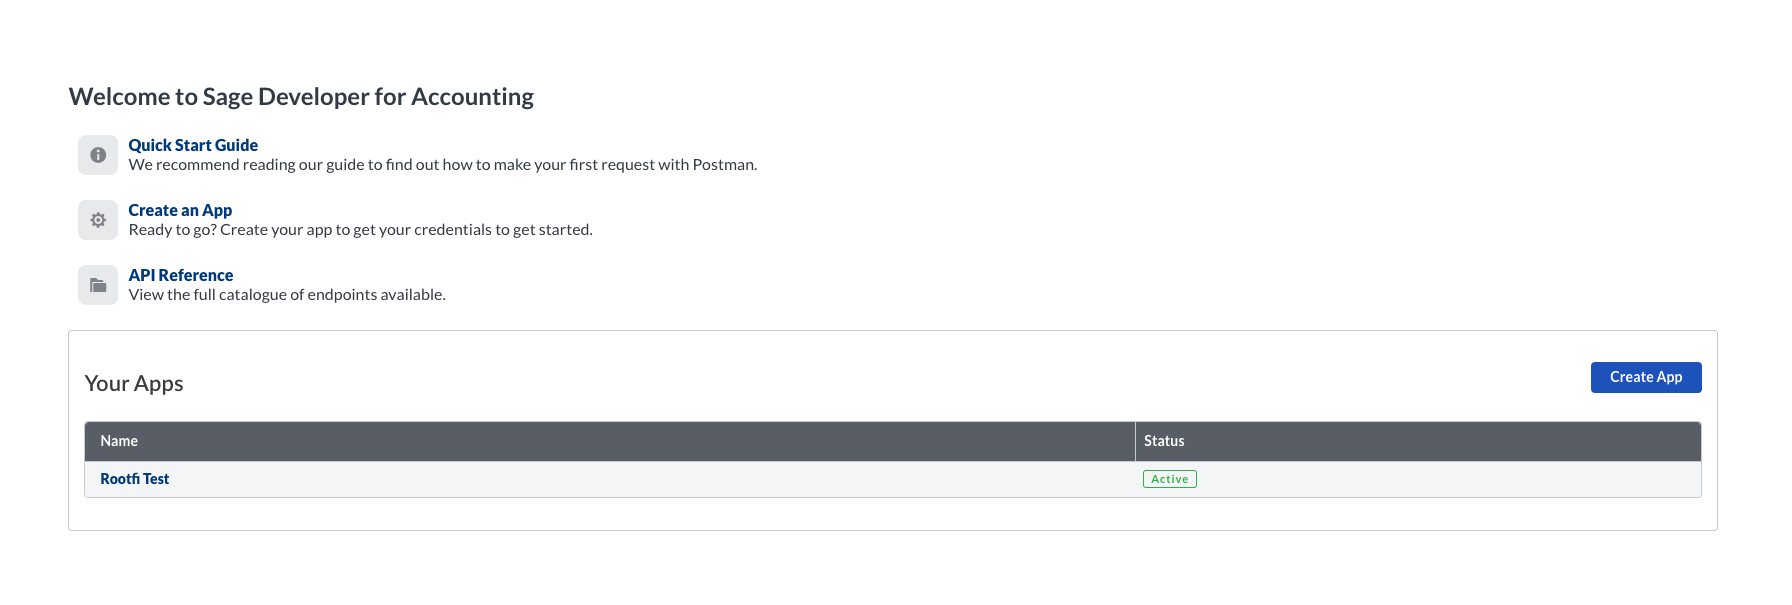 Welcome to Sage Developer for Accounting
Quick Start Guide
We recommend reading our guide to find out how to make your first request with Postman.
Create an App
Ready to go? Create your app to get your credentials to get started.
API Reference
View the full catalogue of endpoints available.
Your Apps
Create App
Name
Status
Rootfi Test
Active